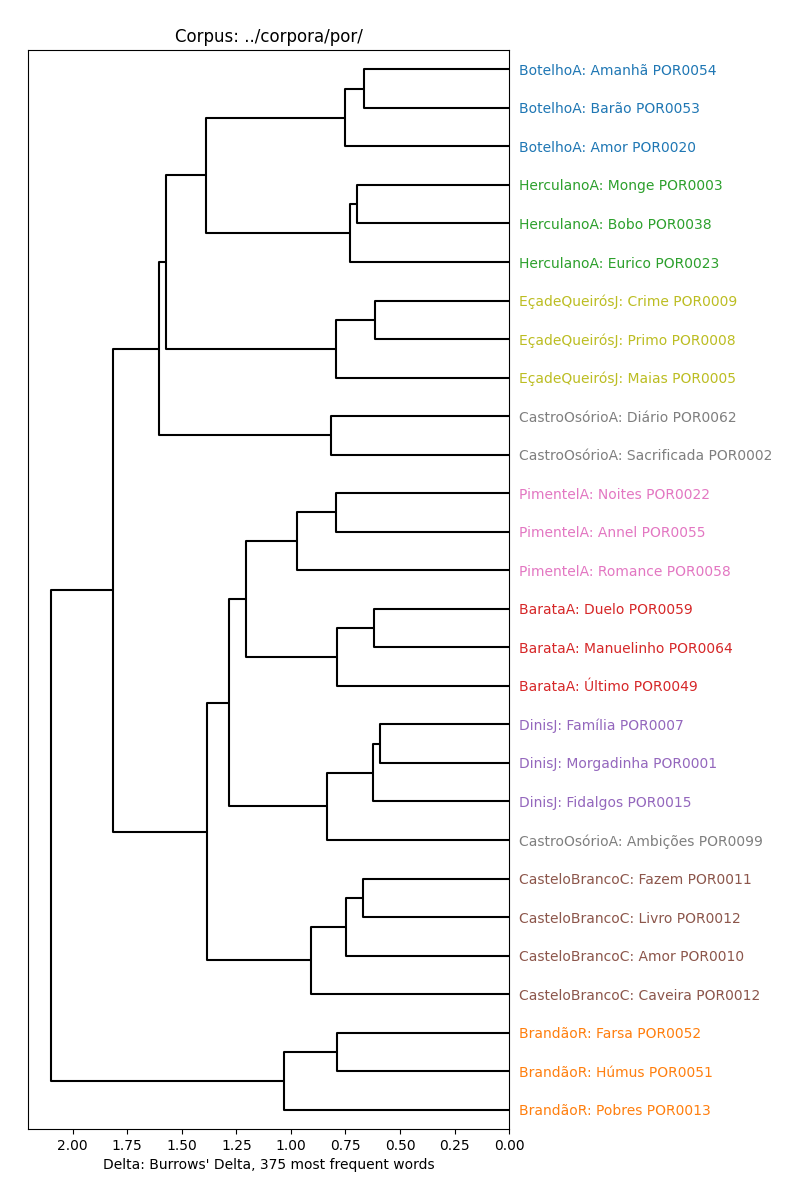 Corpus: ../corpora/por/
BotelhoA: Amanhã POR0054
BotelhoA: Barão POR0053
BotelhoA: Amor POR0020
HerculanoA: Monge POR0003
HerculanoA: Bobo POR0038
HerculanoA: Eurico POR0023
EçadeQueirósJ: Crime POR0009
EçadeQueirósJ: Primo POR0008
EçadeQueirósJ: Maias POR0005
CastroOsórioA: Diário POR0062
CastroOsórioA: Sacrificada POR0002
PimentelA: Noites POR0022
PimentelA: Annel POR0055
PimentelA: Romance POR0058
BarataA: Duelo POR0059
BarataA: Manuelinho POR0064
BarataA: Último POR0049
DinisJ: Família POR0007
DinisJ: Morgadinha POR0001
DinisJ: Fidalgos POR0015
CastroOsórioA: Ambições POR0099
CasteloBrancoC: Fazem POR0011
CasteloBrancoC: Livro POR0012
CasteloBrancoC: Amor POR0010
CasteloBrancoC: Caveira POR0012
BrandãoR: Farsa POR0052
BrandãoR: Húmus POR0051
BrandãoR: Pobres POR0013
2.00 1.75 1.50 1.25 1.00 0.75 0.50 0.25 0.00
Delta: Burrows' Delta, 375 most frequent words